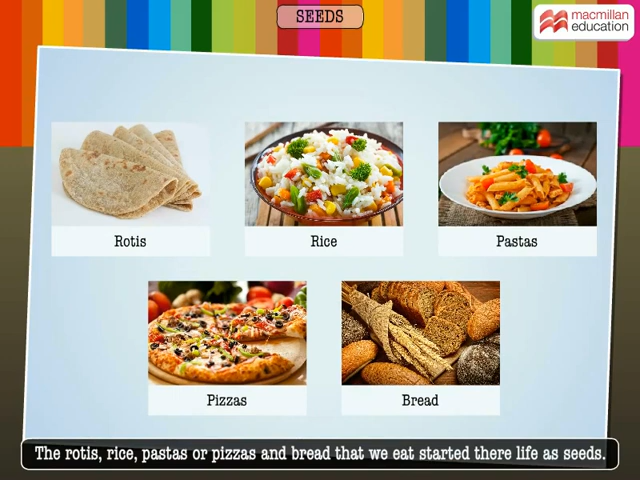 SEEDS
macmillan
education
Rotis
Rice
Pastas
Pizzas
Bread
The rotis, rice, pastas or pizzas and bread that we eat started there life as seeds.